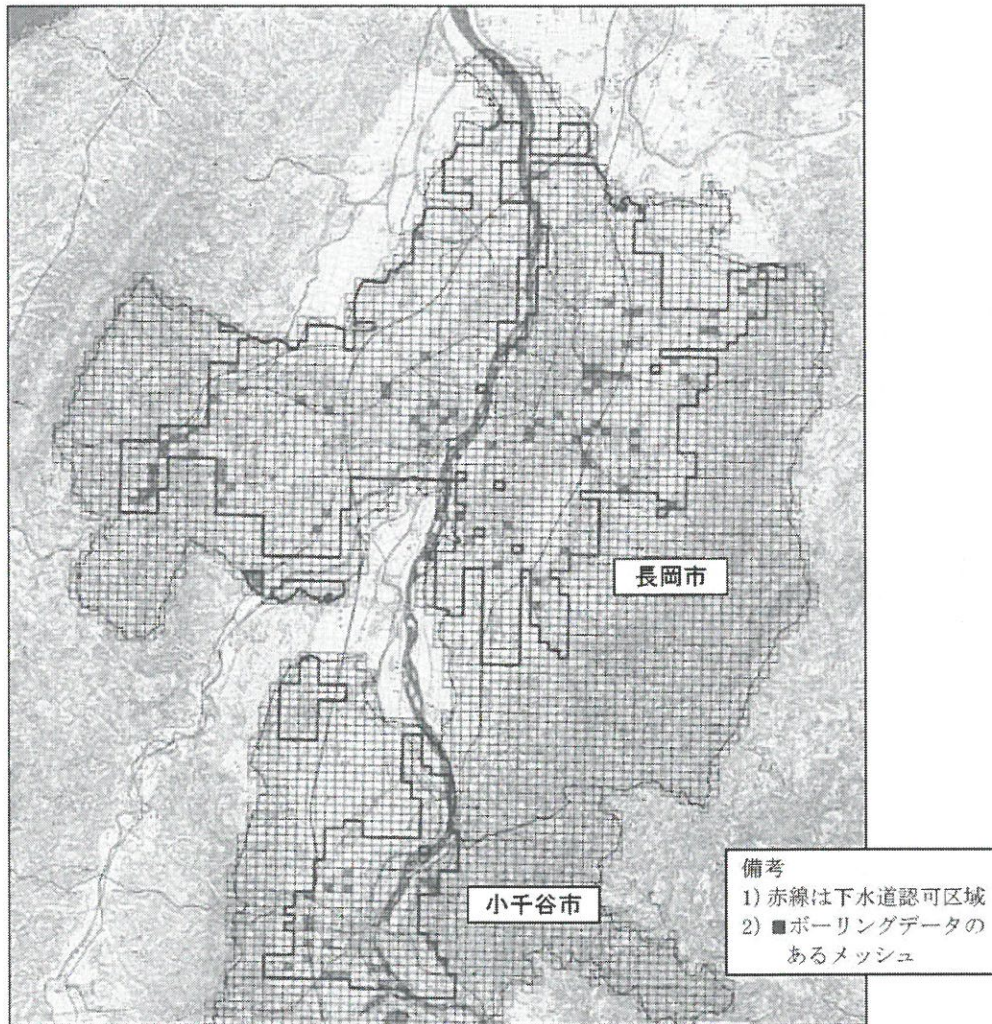 長岡市
小千谷市
備考
1) 赤線は下水道認可区域
2) ■ボーリングデータの
あるメッシュ